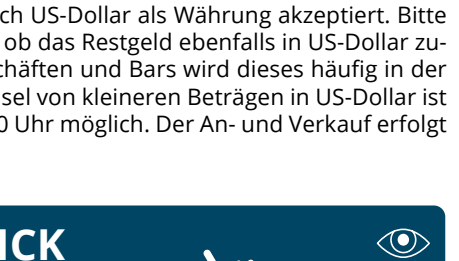 ch US-Dollar als Währung akzeptiert. Bitte
ob das Restgeld ebenfalls in US-Dollar zu-
chäften und Bars wird dieses häufig in der
sel von kleineren Beträgen in US-Dollar ist
0 Uhr möglich. Der An- und Verkauf erfolgt
ICK